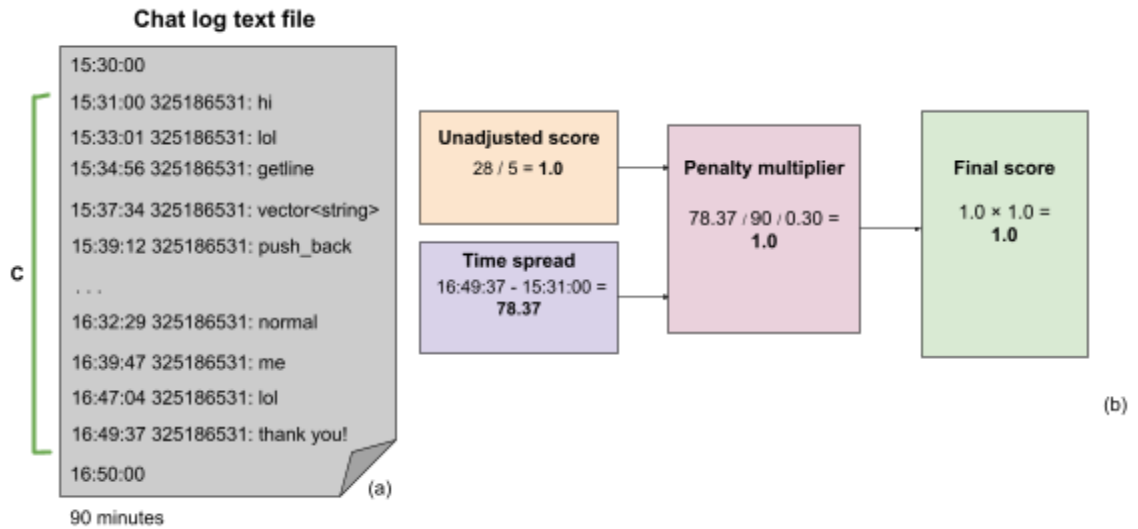 Chat log text file
15:30:00
15:31:00 325186531: hi
15:33:01 325186531: lol
15:34:56 325186531: getline
15:37:34 325186531: vector<string>
15:39:12 325186531: push_back
. . .
16:32:29 325186531: normal
16:39:47 325186531: me
16:47:04 325186531: lol
16:49:37 325186531: thank you!
16:50:00
C
(a)
90 minutes
Unadjusted score
28 / 5 = 1.0
Time spread
16:49:37 - 15:31:00 =
78.37
Penalty multiplier
78.37 / 90 / 0.30 =
1.0
Final score
1.0 × 1.0 =
1.0
(b)